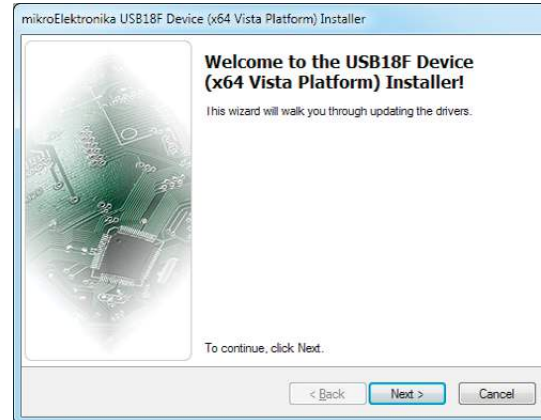 mikroElektronika USB18F Device (x64 Vista Platform) Installer
Welcome to the USB18F Device
(x64 Vista Platform) Installer!
This wizard will walk you through updating the drivers.
To continue, click Next.
< Back
Next >
Cancel